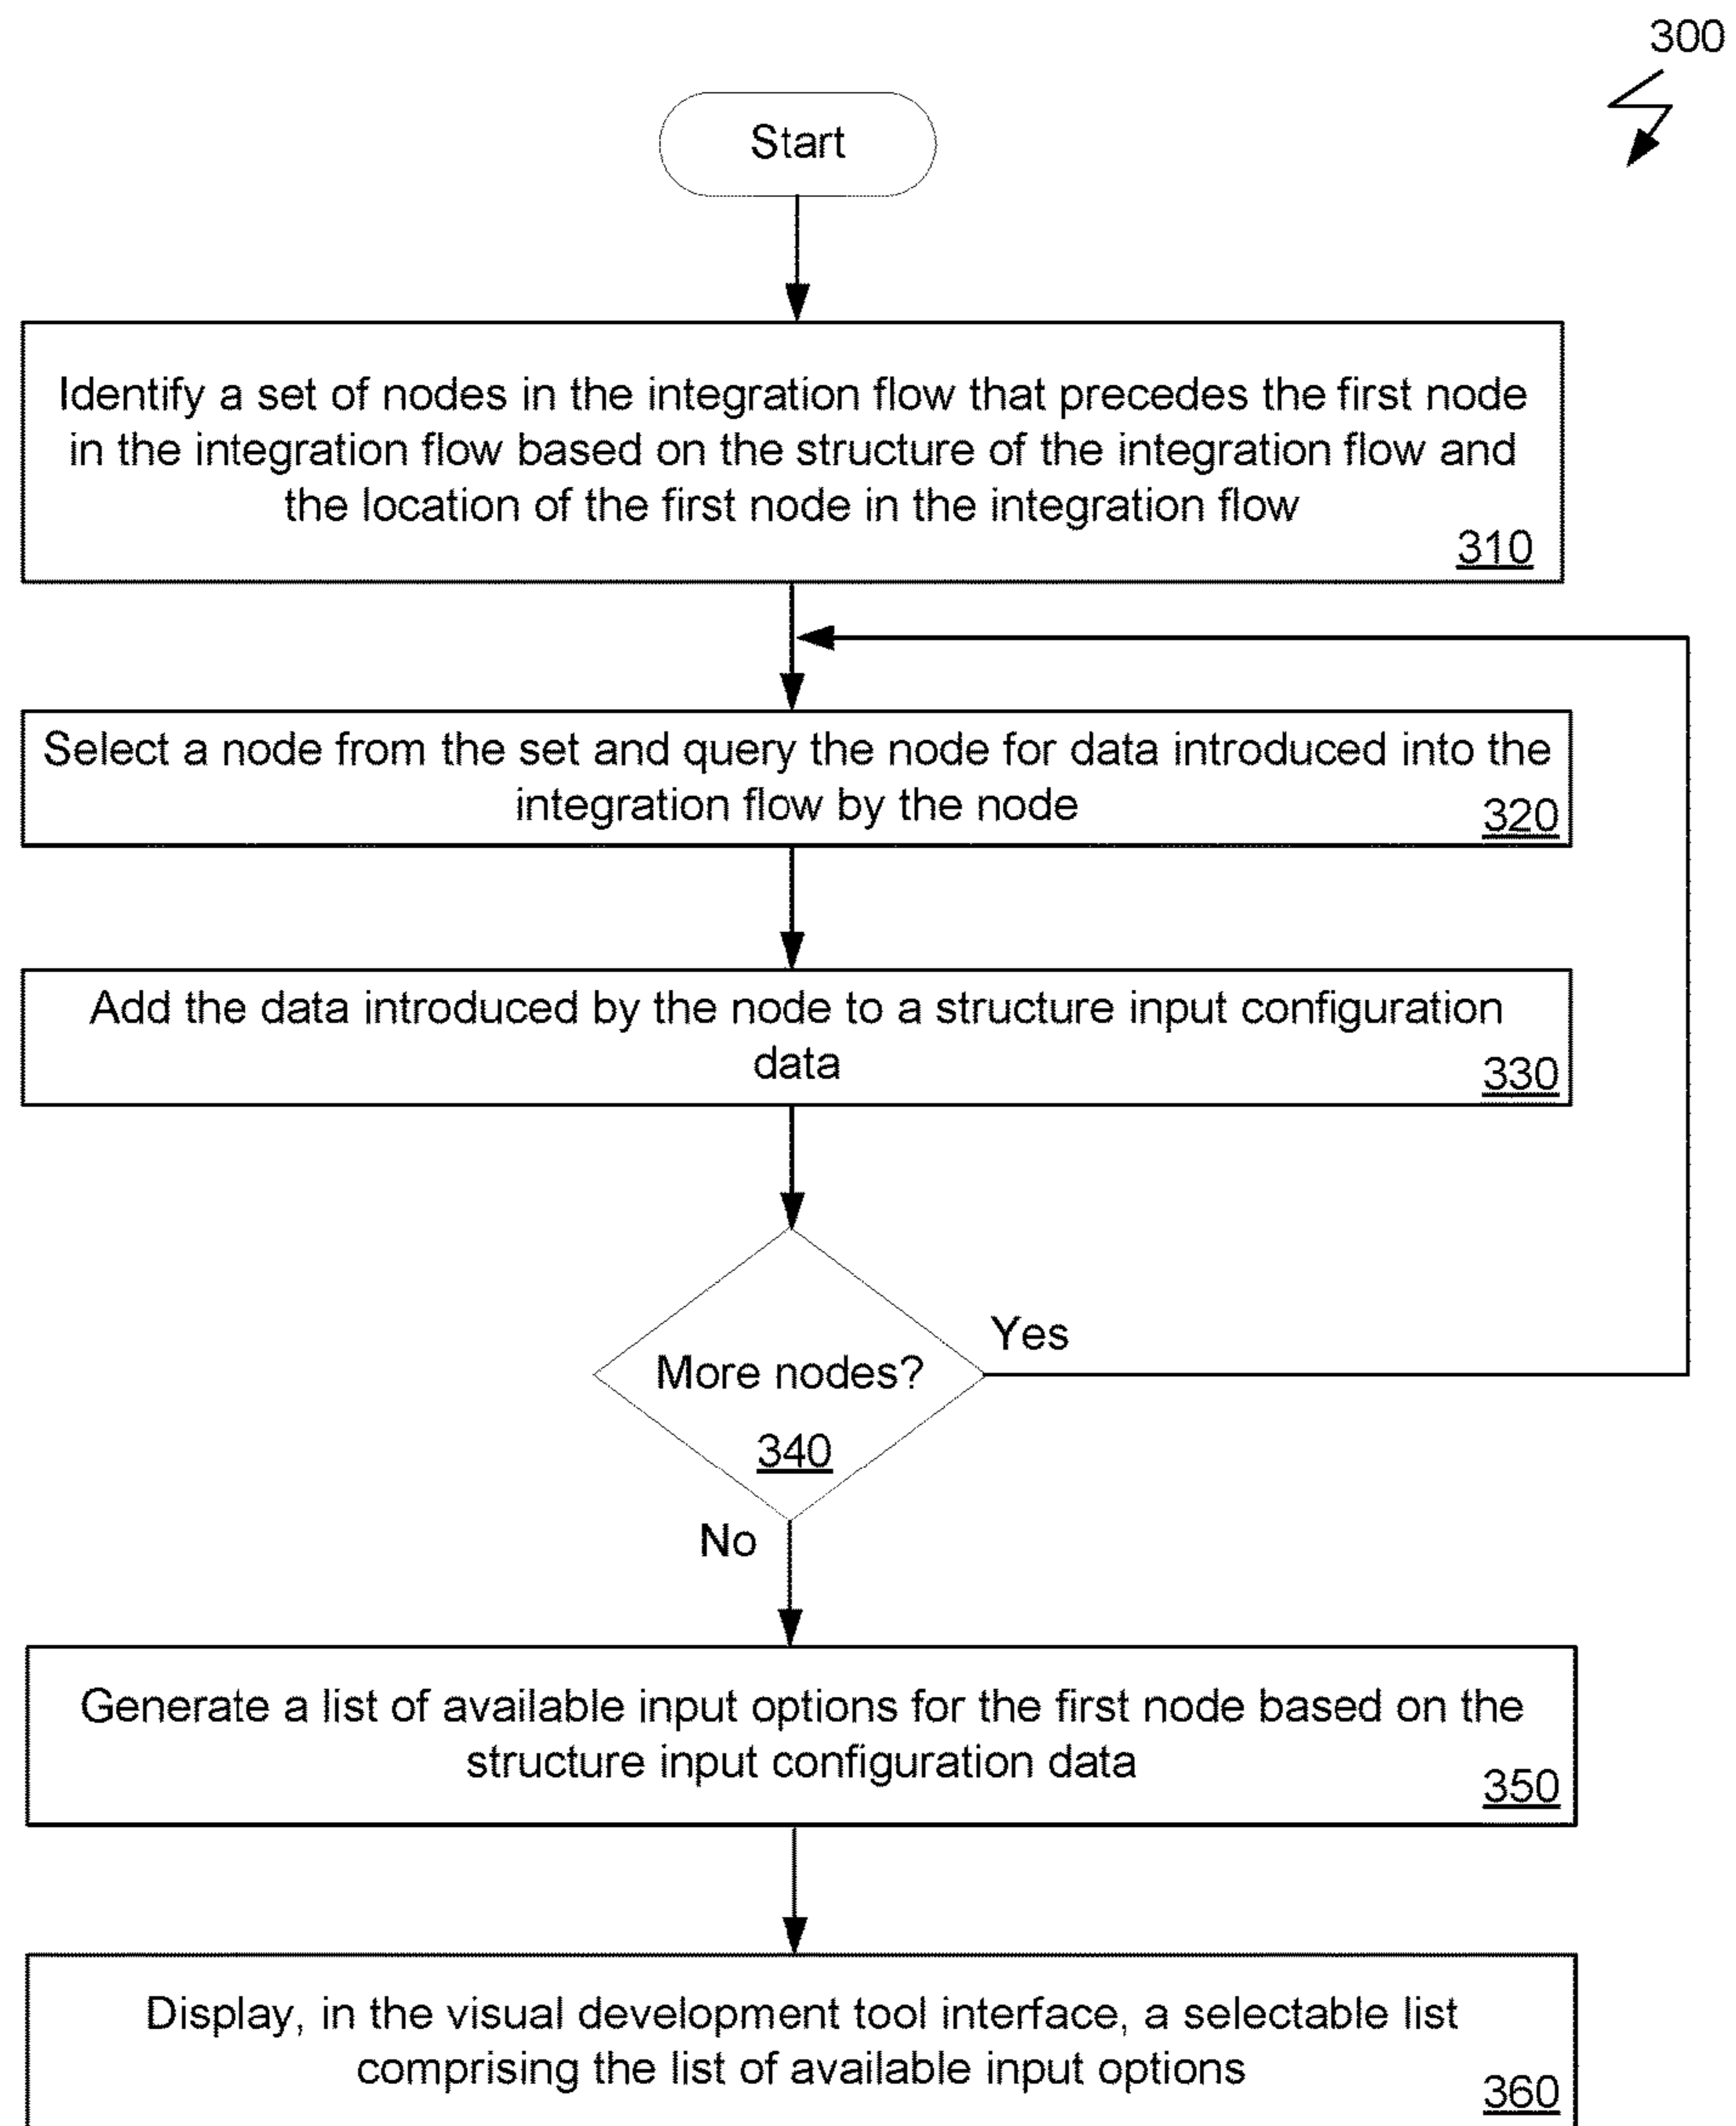 300
Start
Identify a set of nodes in the integration flow that precedes the first node
in the integration flow based on the structure of the integration flow and
the location of the first node in the integration flow
310
Select a node from the set and query the node for data introduced into the
integration flow by the node
320
Add the data introduced by the node to a structure input configuration
data
330
Yes
More nodes?
340
No
Generate a list of available input options for the first node based on the
structure input configuration data
350
Display, in the visual development tool interface, a selectable list
comprising the list of available input options
360